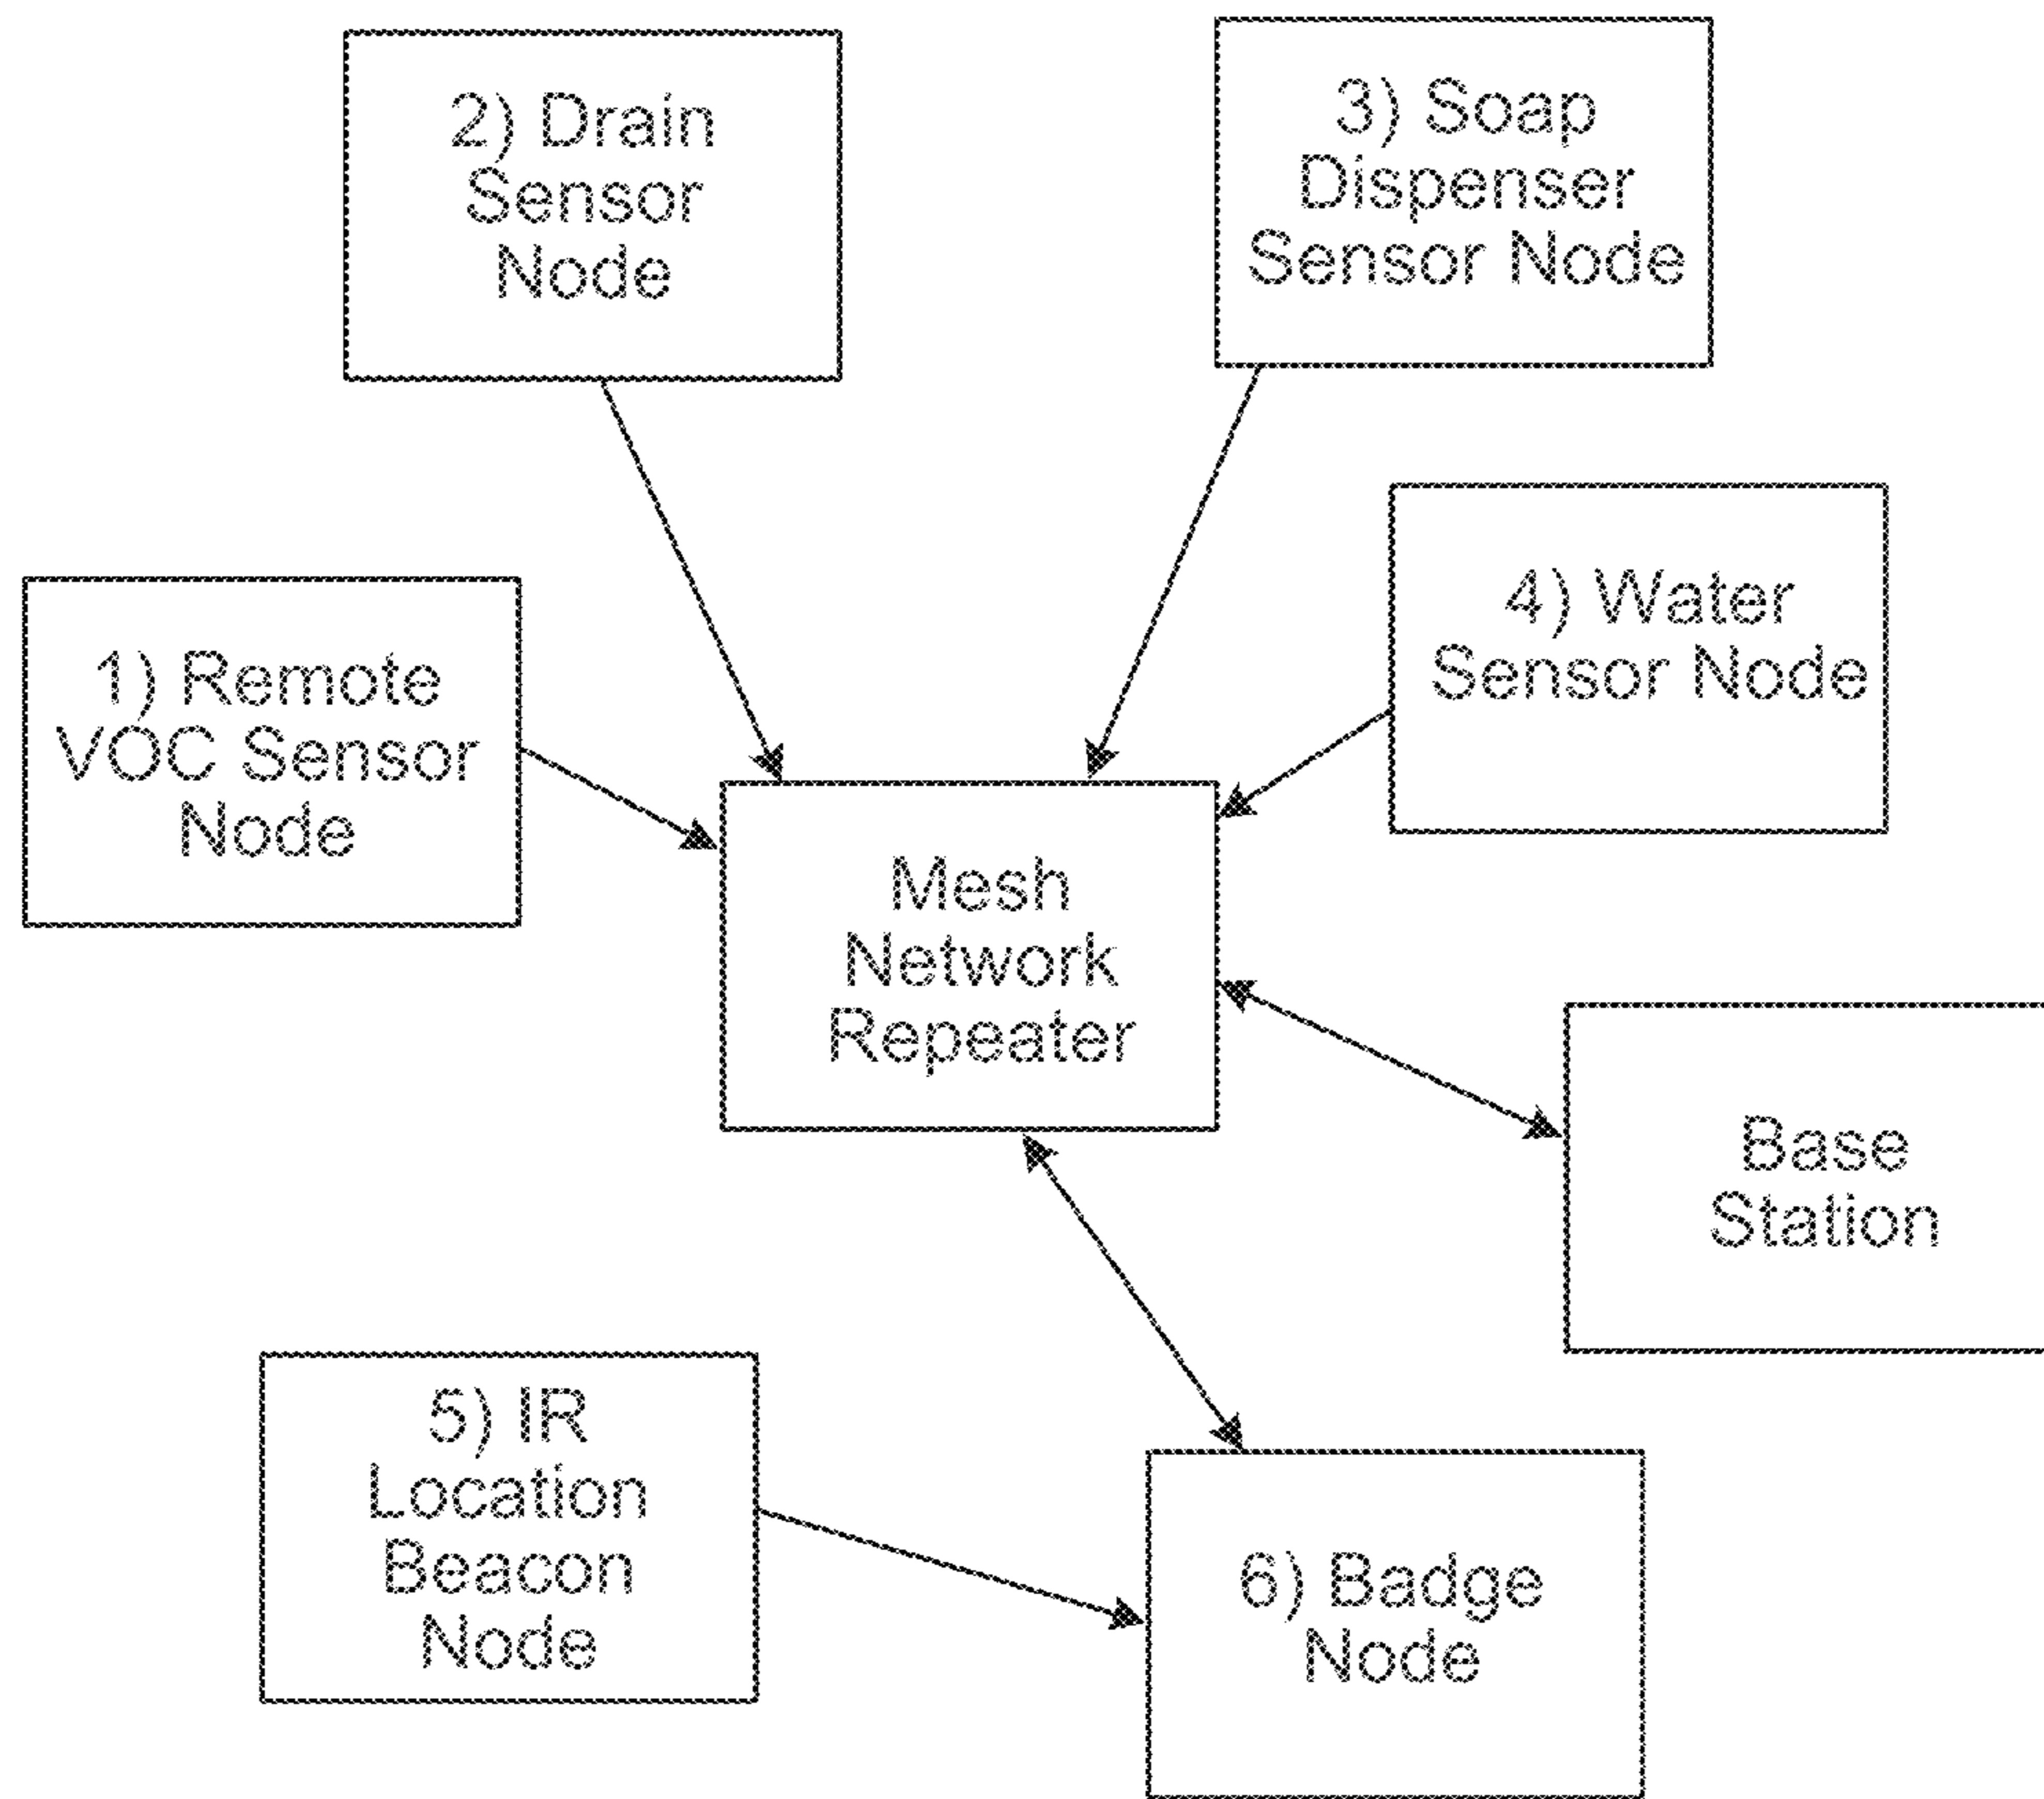 2) Drain
Sensor
Node
3) Soap
Dispenser
Sensor Node
4) Water
Sensor Node
1) Remote
VOC Sensor
Node
Mesh
Network
Repeater
Base
Station
5) IR
Location
Beacon
Node
6) Badge
Node